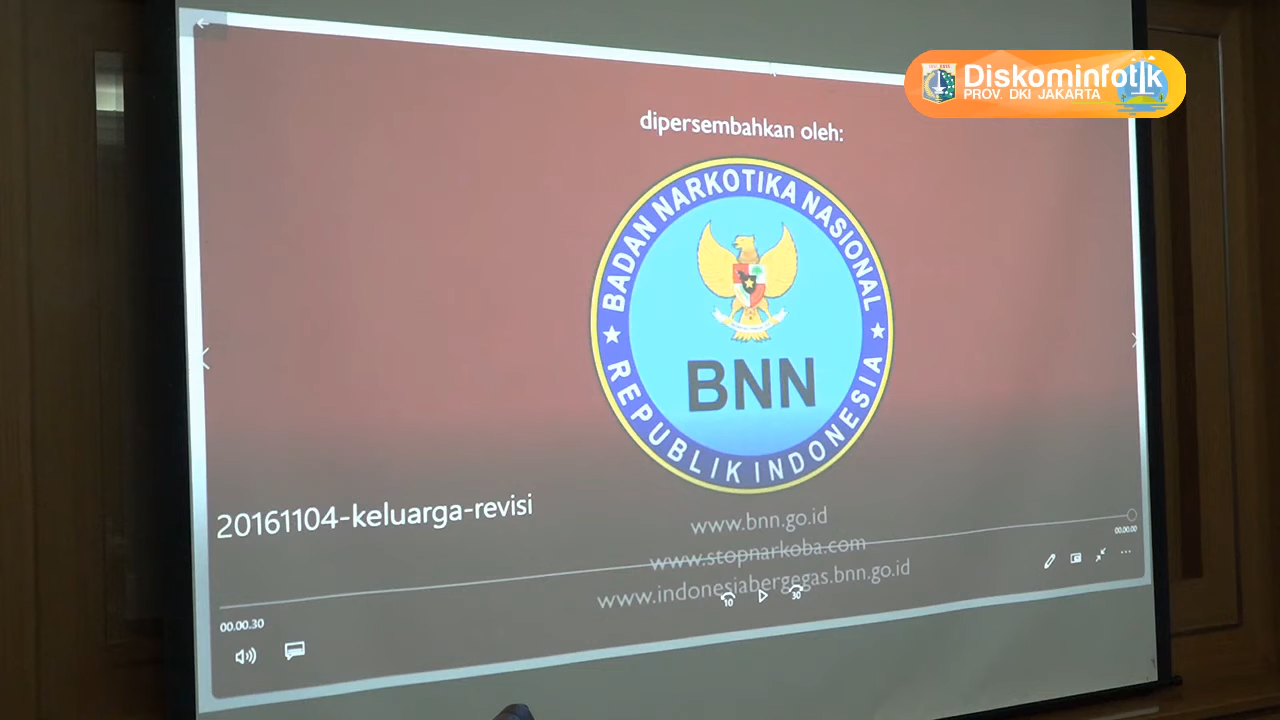 Diskominfotik
PROV. DKI JAKARTA
dipersembahkan oleh:
BADAN NARKOTIKA NASIONAL
BNN
REPUBLIK INDONESIA
20161104-keluarga-revisi
www.bnn.go.id
www.stopnarkoba.com
www.indonesiabergegas.bnn.go.id
00.00.00
00.00.30
10
30